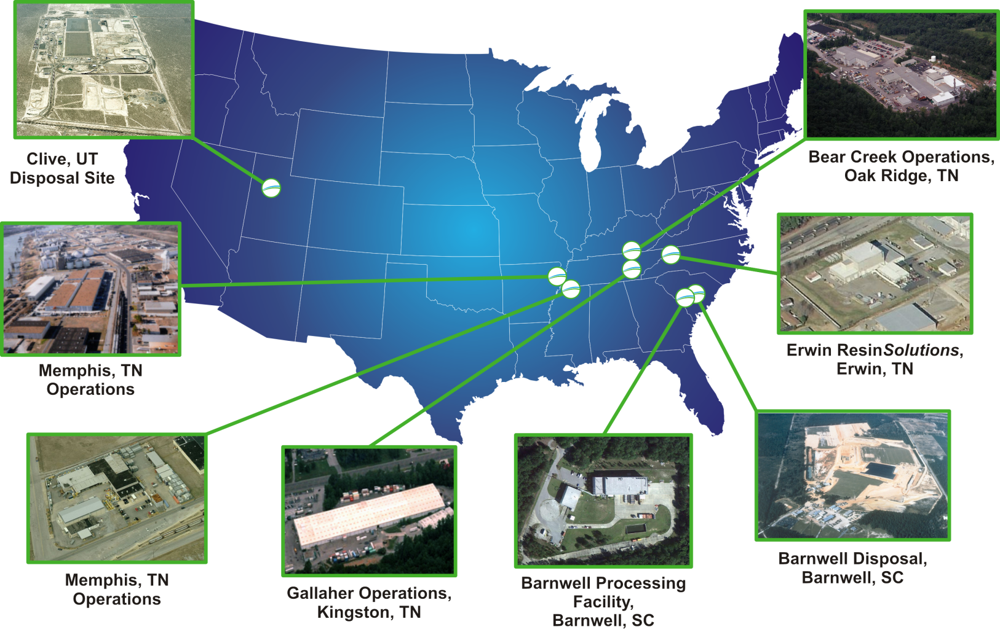 Clive, UT
Disposal Site
Bear Creek Operations,
Oak Ridge, TN
Memphis, TN
Operations
Erwin ResinSolutions,
Erwin, TN
Memphis, TN
Operations
Gallaher Operations,
Kingston, TN
Barnwell Processing
Facility,
Barnwell, SC
Barnwell Disposal,
Barnwell, SC